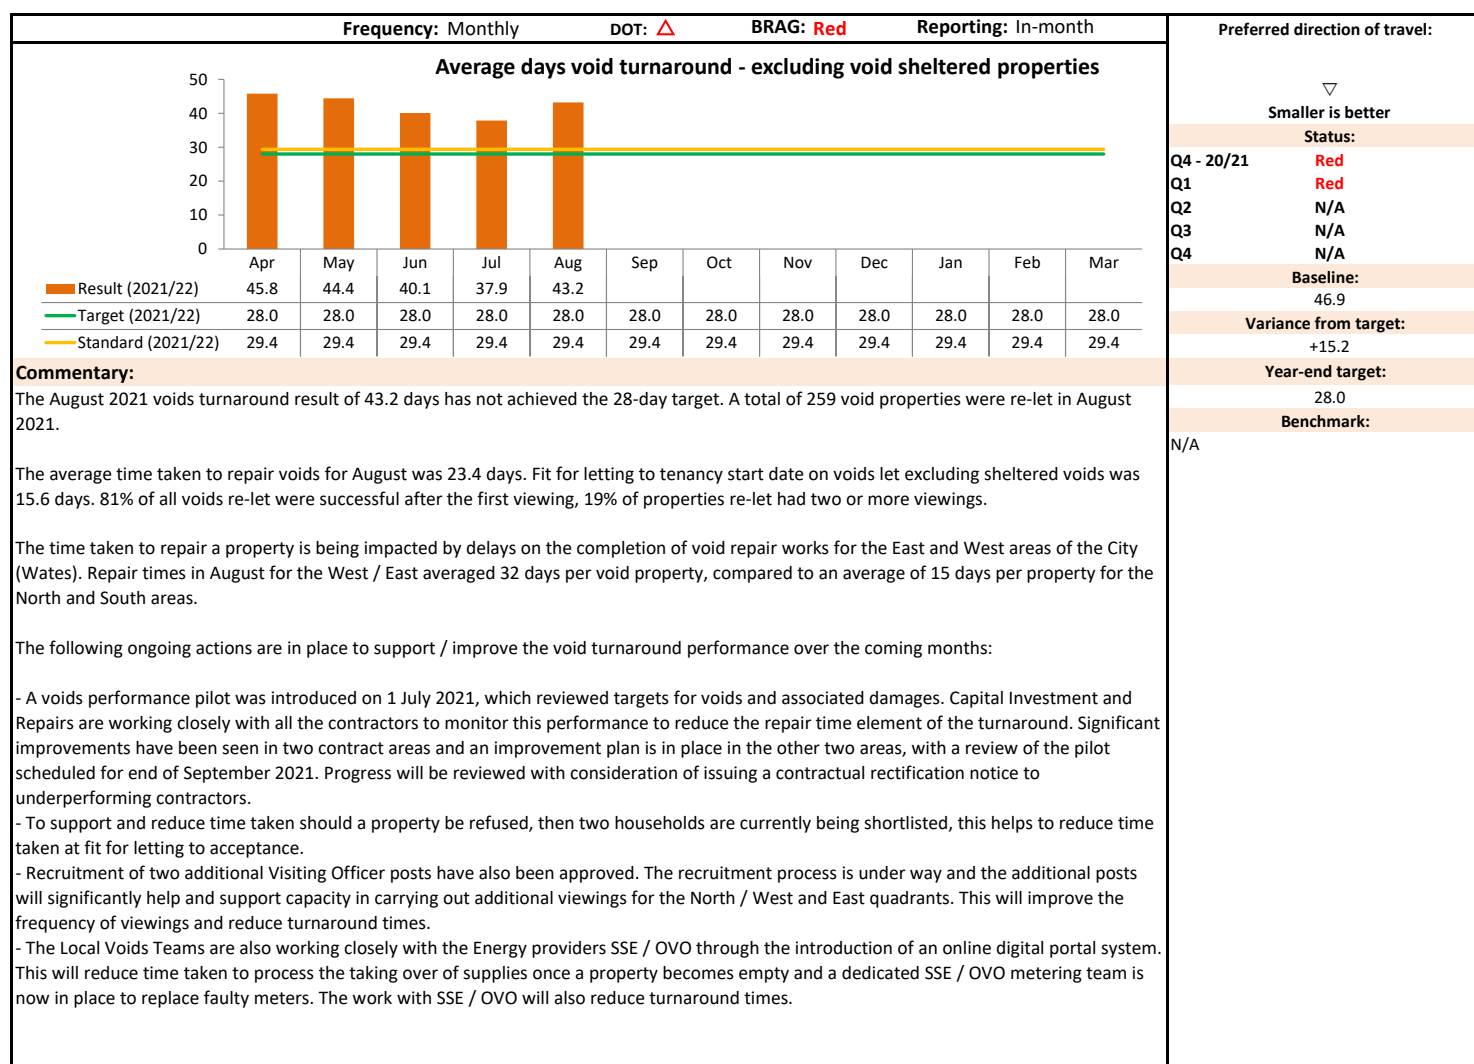 Frequency: Monthly DOT: △ BRAG: Red Reporting: In-month
Preferred direction of travel:
▽
Smaller is better
Status:
Q4 - 20/21 Red
Q1 Red
Q2 N/A
Q3 N/A
Q4 N/A
Baseline:
46.9
Variance from target:
+15.2
Year-end target:
28.0
Benchmark:
N/A
Average days void turnaround - excluding void sheltered properties
50
40
30
20
10
0
Apr May Jun Jul Aug Sep Oct Nov Dec Jan Feb Mar
Result (2021/22) 45.8 44.4 40.1 37.9 43.2
Target (2021/22) 28.0 28.0 28.0 28.0 28.0 28.0 28.0 28.0 28.0 28.0 28.0 28.0
Standard (2021/22) 29.4 29.4 29.4 29.4 29.4 29.4 29.4 29.4 29.4 29.4 29.4 29.4
Commentary:
The August 2021 voids turnaround result of 43.2 days has not achieved the 28-day target. A total of 259 void properties were re-let in August
2021.
The average time taken to repair voids for August was 23.4 days. Fit for letting to tenancy start date on voids let excluding sheltered voids was
15.6 days. 81% of all voids re-let were successful after the first viewing, 19% of properties re-let had two or more viewings.
The time taken to repair a property is being impacted by delays on the completion of void repair works for the East and West areas of the City
(Wates). Repair times in August for the West / East averaged 32 days per void property, compared to an average of 15 days per property for the
North and South areas.
The following ongoing actions are in place to support / improve the void turnaround performance over the coming months:
- A voids performance pilot was introduced on 1 July 2021, which reviewed targets for voids and associated damages. Capital Investment and
Repairs are working closely with all the contractors to monitor this performance to reduce the repair time element of the turnaround. Significant
improvements have been seen in two contract areas and an improvement plan is in place in the other two areas, with a review of the pilot
scheduled for end of September 2021. Progress will be reviewed with consideration of issuing a contractual rectification notice to
underperforming contractors.
- To support and reduce time taken should a property be refused, then two households are currently being shortlisted, this helps to reduce time
taken at fit for letting to acceptance.
- Recruitment of two additional Visiting Officer posts have also been approved. The recruitment process is under way and the additional posts
will significantly help and support capacity in carrying out additional viewings for the North / West and East quadrants. This will improve the
frequency of viewings and reduce turnaround times.
- The Local Voids Teams are also working closely with the Energy providers SSE / OVO through the introduction of an online digital portal system.
This will reduce time taken to process the taking over of supplies once a property becomes empty and a dedicated SSE / OVO metering team is
now in place to replace faulty meters. The work with SSE / OVO will also reduce turnaround times.